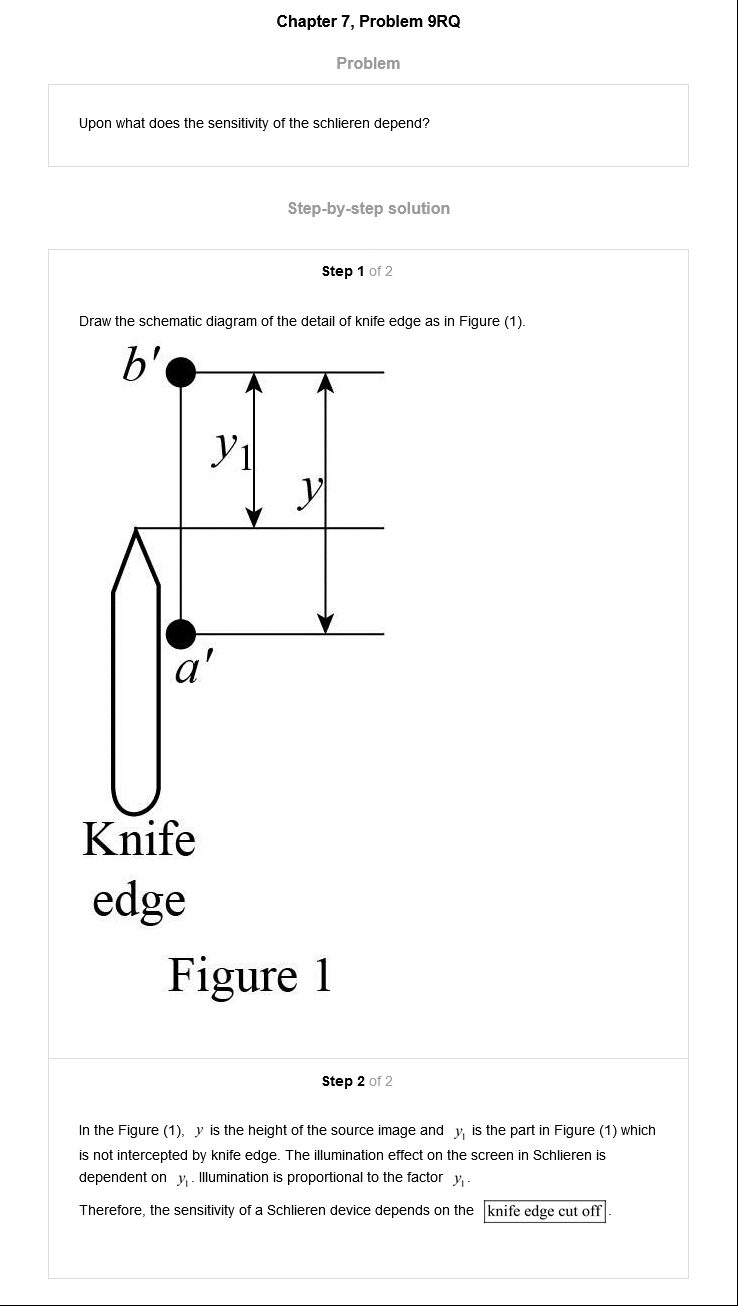 Chapter 7, Problem 9RQ
Problem
Upon what does the sensitivity of the schlieren depend?
Step-by-step solution
Step 1 of 2
Draw the schematic diagram of the detail of knife edge as in Figure (1).
b'
y₁
y
a'
Knife
edge
Figure 1
Step 2 of 2
In the Figure (1), y is the height of the source image and y₁ is the part in Figure (1) which
is not intercepted by knife edge. The illumination effect on the screen in Schlieren is
dependent on y₁. Illumination is proportional to the factor y₁.
Therefore, the sensitivity of a Schlieren device depends on the knife edge cut off.